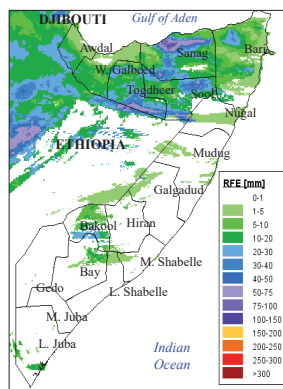 DJIBOUTI
Gulf of Aden
Awdal
Sanag
Bari
W. Galbeed
Togdheer
Sool
Nugal
ETHIOPIA
Mudug
Galgadud
Bakool
Hiran
Bay
M. Shabelle
Gedo
L. Shabelle
M. Juba
L. Juba
Indian
Ocean
RFE [mm]
0-1
1-5
5-10
10-20
20-30
30-40
40-50
50-75
75-100
100-150
150-200
200-250
250-300
>300